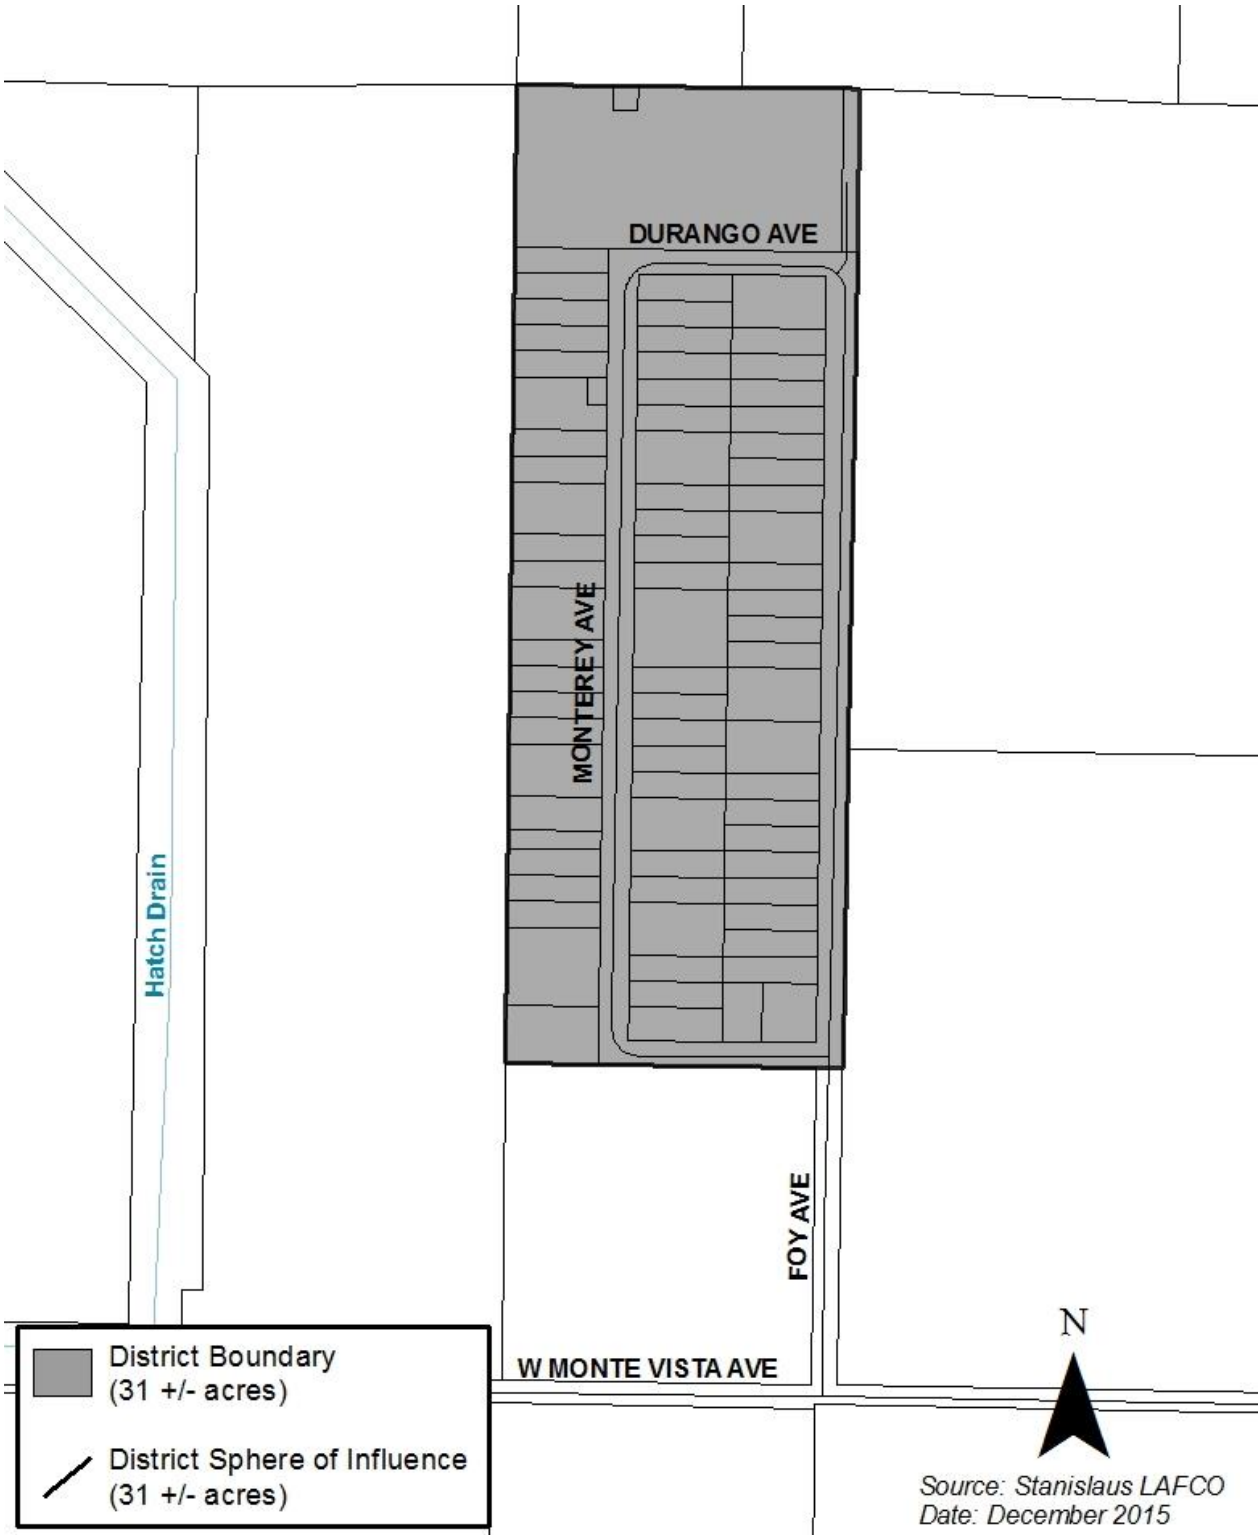 DURANGO AVE
MONTEREY AVE
Hatch Drain
FOY AVE
W MONTE VISTA AVE
N
District Boundary
(31 +/- acres)
District Sphere of Influence
(31 +/- acres)
Source: Stanislaus LAFCO
Date: December 2015